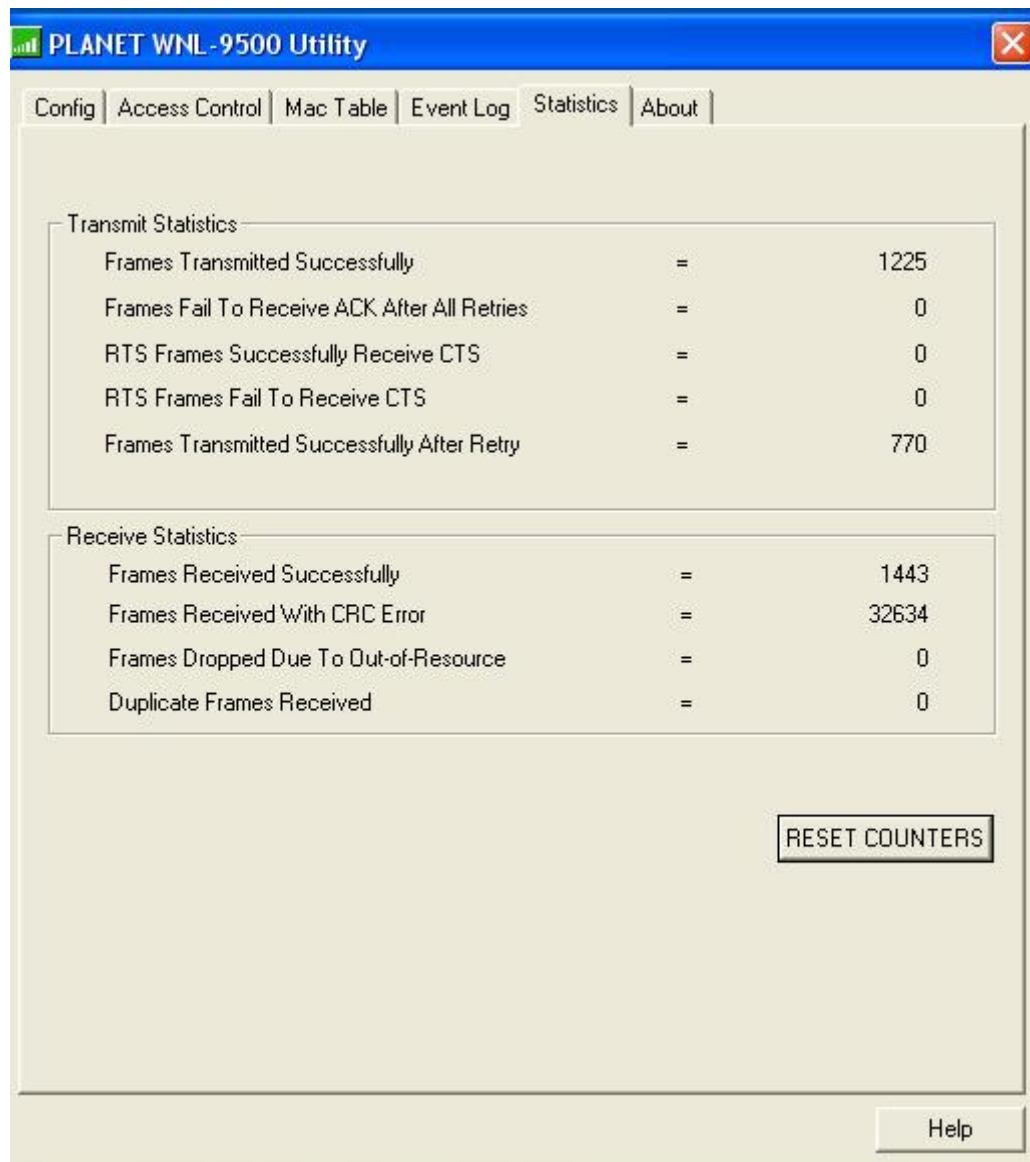 PLANET WNL-9500 Utility
Config Access Control Mac Table Event Log Statistics About
Transmit Statistics
Frames Transmitted Successfully = 1225
Frames Fail To Receive ACK After All Retries = 0
RTS Frames Successfully Receive CTS = 0
RTS Frames Fail To Receive CTS = 0
Frames Transmitted Successfully After Retry = 770
Receive Statistics
Frames Received Successfully = 1443
Frames Received With CRC Error = 32634
Frames Dropped Due To Out-of-Resource = 0
Duplicate Frames Received = 0
RESET COUNTERS
Help